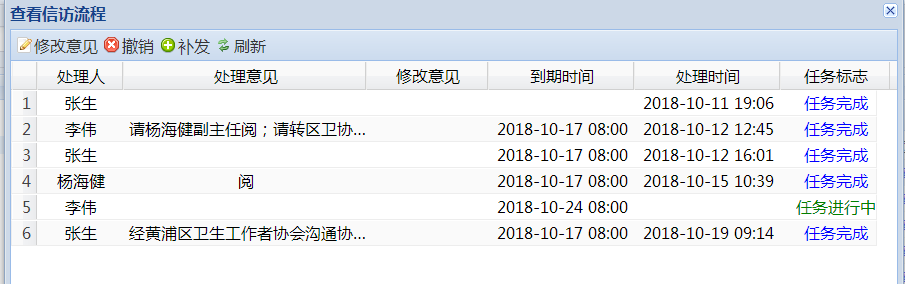 查看信访流程
修改意见 撤销 补发 刷新
处理人 处理意见 修改意见 到期时间 处理时间 任务标志
1 张生 2018-10-11 19:06 任务完成
2 李伟 请杨海健副主任阅；请转区卫协... 2018-10-17 08:00 2018-10-12 12:45 任务完成
3 张生 2018-10-17 08:00 2018-10-12 16:01 任务完成
4 杨海健 阅 2018-10-17 08:00 2018-10-15 10:39 任务完成
5 李伟 2018-10-24 08:00 任务进行中
6 张生 经黄浦区卫生工作者协会沟通协... 2018-10-17 08:00 2018-10-19 09:14 任务完成